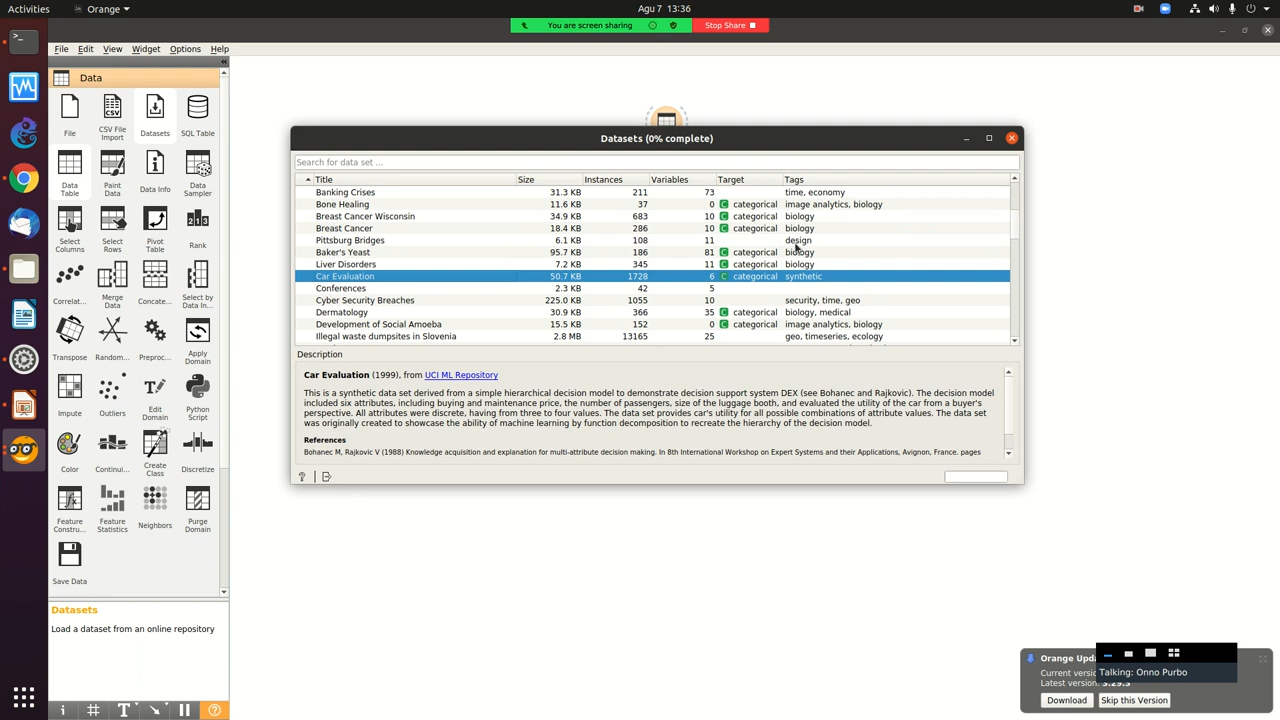 Activities
Orange
Agu 7 13:36
You are screen sharing
Stop Share
File Edit View Widget Options Help
Data
File
CSV File Import
Datasets
SQL Table
Data Table
Paint Data
Data Info
Data Sampler
Select Columns
Select Rows
Pivot Table
Rank
Correlat...
Merge Data
Concate...
Select by Data In...
Transpose
Random...
Preproc...
Apply Domain
Impute
Outliers
Edit Domain
Python Script
Color
Continui...
Create Class
Discretize
Feature Constru...
Feature Statistics
Neighbors
Purge Domain
Save Data
Datasets
Load a dataset from an online repository
Datasets (0% complete)
Search for data set ...
Title Size Instances Variables Target Tags
Banking Crises 31.3 KB 211 73 time, economy
Bone Healing 11.6 KB 37 0 C categorical image analytics, biology
Breast Cancer Wisconsin 34.9 KB 683 10 C categorical biology
Breast Cancer 18.4 KB 286 10 C categorical biology
Pittsburg Bridges 6.1 KB 108 11 design
Baker's Yeast 95.7 KB 186 81 C categorical biology
Liver Disorders 7.2 KB 345 11 C categorical biology
Car Evaluation 50.7 KB 1728 6 C categorical synthetic
Conferences 2.3 KB 42 5
Cyber Security Breaches 225.0 KB 1055 10 security, time, geo
Dermatology 30.9 KB 366 35 C categorical biology, medical
Development of Social Amoeba 15.5 KB 152 0 C categorical image analytics, biology
Illegal waste dumpsites in Slovenia 2.8 MB 13165 25 geo, timeseries, ecology
Description
Car Evaluation (1999), from UCI ML Repository
This is a synthetic data set derived from a simple hierarchical decision model to demonstrate decision support system DEX (see Bohanec and Rajkovic). The decision model
included six attributes, including buying and maintenance price, the number of passengers, size of the luggage booth, and evaluated the utility of the car from a buyer's
perspective. All attributes were discrete, having from three to four values. The data set provides car's utility for all possible combinations of attribute values. The data set
was originally created to showcase the ability of machine learning by function decomposition to recreate the hierarchy of the decision model.
References
Bohanec M, Rajkovic V (1988) Knowledge acquisition and explanation for multi-attribute decision making. In 8th International Workshop on Expert Systems and their Applications, Avignon, France. pages
Orange Upda
Current versio
Talking: Onno Purbo
Latest version:
Download
Skip this Version